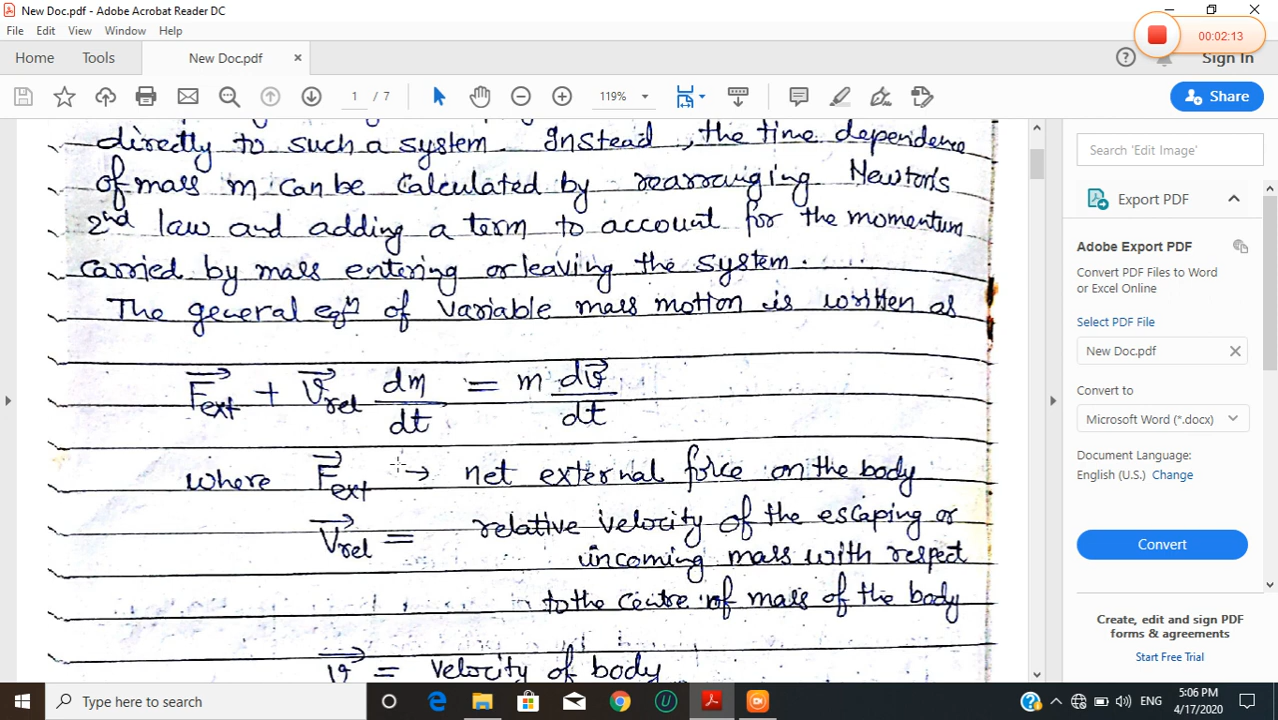 New Doc.pdf - Adobe Acrobat Reader DC
File Edit View Window Help
00:02:13
Home Tools New Doc.pdf × Sign In
1 / 7 119% Share
directly to such a system. Instead, the time dependence
of mass m can be calculated by rearranging Newton's
2nd law and adding a term to account for the momentum
carried by mass entering or leaving the system.
The general eqn of variable mass motion is written as
F⃗ext + V⃗rel dm/dt = m dv⃗/dt
where F⃗ext → net external force on the body
V⃗rel = relative velocity of the escaping or
incoming mass with respect
to the centre of mass of the body
v⃗ = velocity of body
Search 'Edit Image'
Export PDF
Adobe Export PDF
Convert PDF Files to Word
or Excel Online
Select PDF File
New Doc.pdf
Convert to
Microsoft Word (*.docx)
Document Language:
English (U.S.) Change
Convert
Create, edit and sign PDF
forms & agreements
Start Free Trial
Type here to search
ENG
5:06 PM
4/17/2020